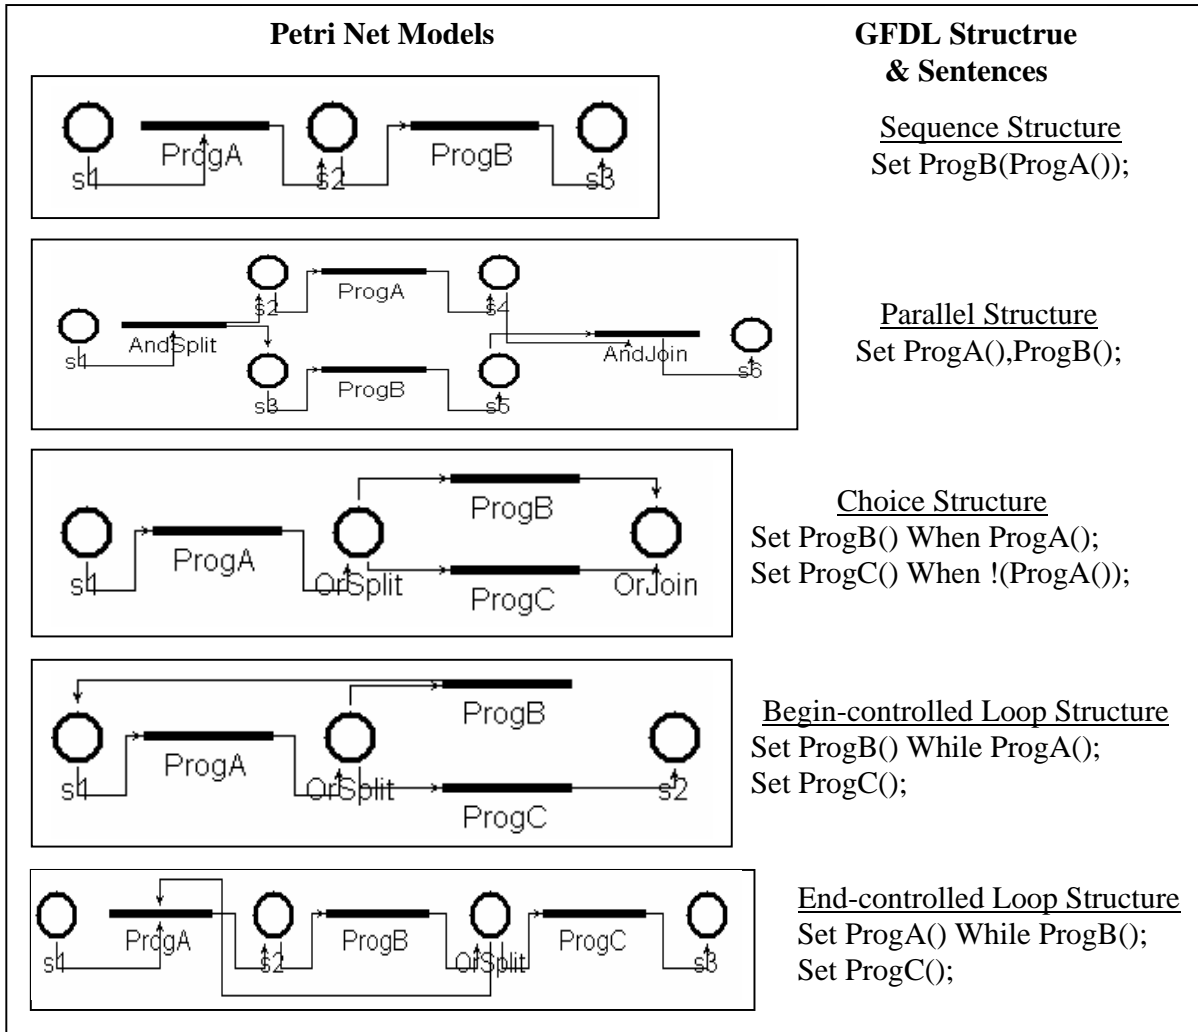 Petri Net Models
GFDL Structrue
& Sentences
s1
ProgA
s2
ProgB
s3
Sequence Structure
Set ProgB(ProgA());
s1
AndSplit
s2
ProgA
s4
s3
ProgB
s5
AndJoin
s6
Parallel Structure
Set ProgA(),ProgB();
s1
ProgA
OrSplit
ProgB
ProgC
OrJoin
Choice Structure
Set ProgB() When ProgA();
Set ProgC() When !(ProgA());
s1
ProgA
OrSplit
ProgB
ProgC
s2
Begin-controlled Loop Structure
Set ProgB() While ProgA();
Set ProgC();
s1
ProgA
s2
ProgB
OrSplit
ProgC
s3
End-controlled Loop Structure
Set ProgA() While ProgB();
Set ProgC();